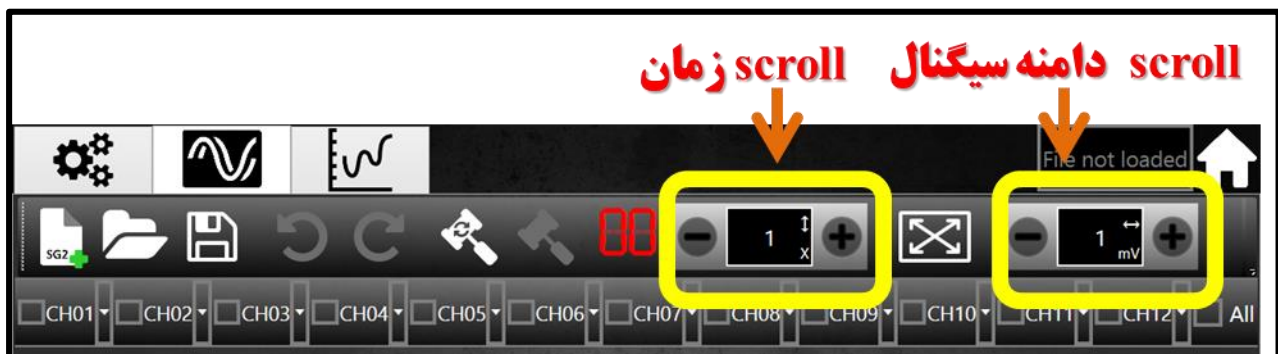 scroll زمان
scroll دامنه سیگنال
File not loaded
SG2
88
1 X
1 mV
CH01 CH02 CH03 CH04 CH05 CH06 CH07 CH08 CH09 CH10 CH11 CH12 All